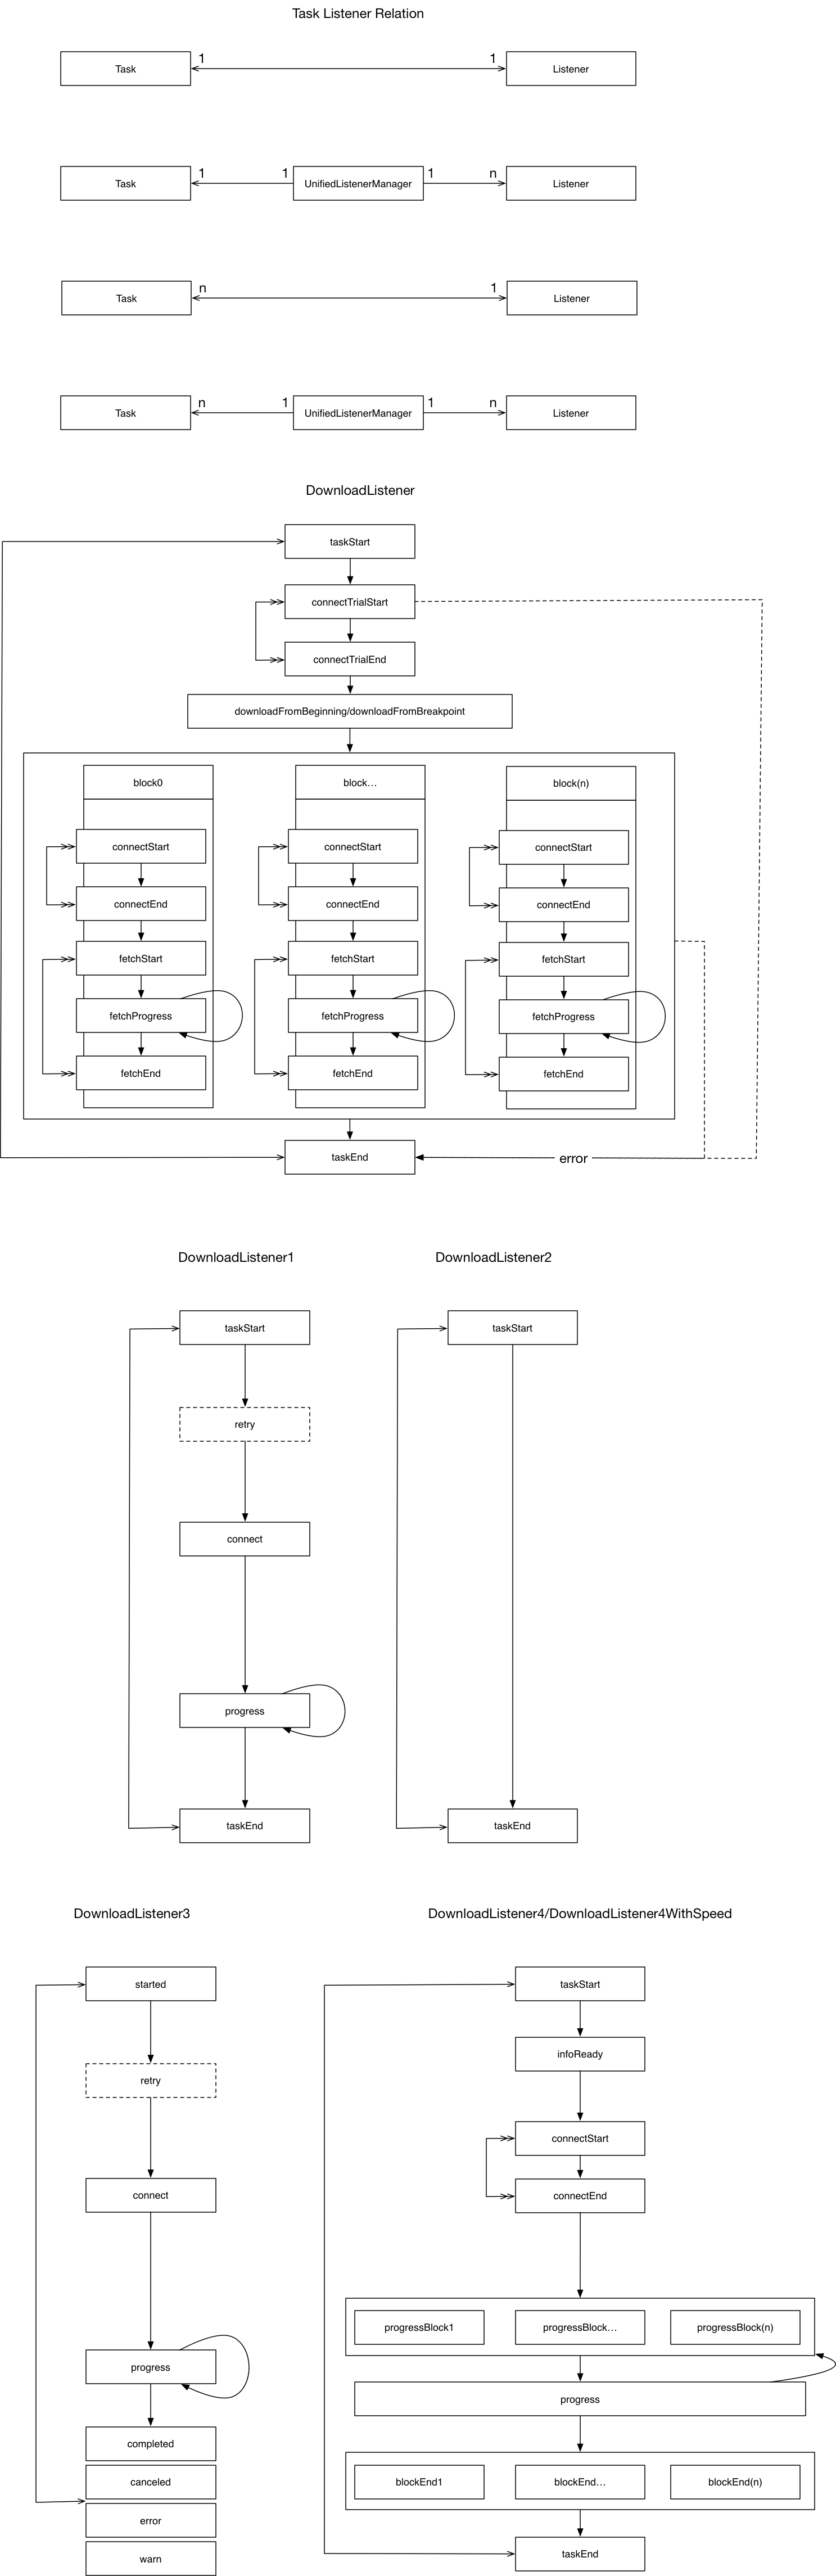 Task Listener Relation
1 1
Task Listener
1 1 1 n
Task UnifiedListenerManager Listener
n 1
Task Listener
n 1 1 n
Task UnifiedListenerManager Listener
DownloadListener
taskStart
connectTrialStart
connectTrialEnd
downloadFromBeginning/downloadFromBreakpoint
block0 block... block(n)
connectStart connectStart connectStart
connectEnd connectEnd connectEnd
fetchStart fetchStart fetchStart
fetchProgress fetchProgress fetchProgress
fetchEnd fetchEnd fetchEnd
taskEnd error
DownloadListener1 DownloadListener2
taskStart taskStart
retry
connect
progress
taskEnd taskEnd
DownloadListener3 DownloadListener4/DownloadListener4WithSpeed
started taskStart
infoReady
retry
connectStart
connect connectEnd
progressBlock1 progressBlock... progressBlock(n)
progress
progress
completed
canceled blockEnd1 blockEnd... blockEnd(n)
error
taskEnd
warn